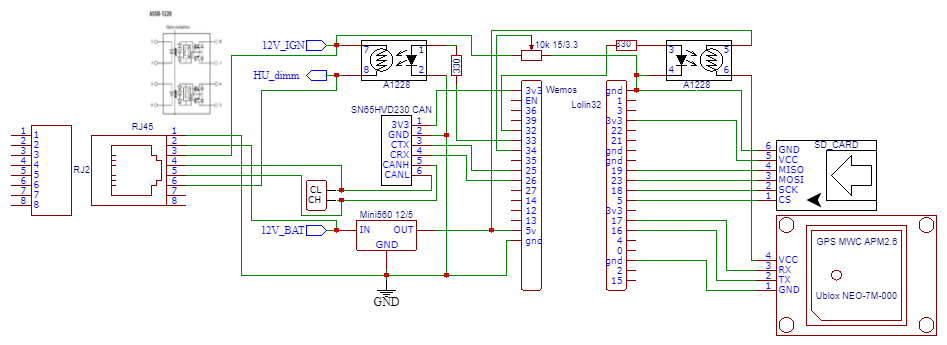 ASSR-1228
12V_IGN
HU_dimm
7
8
1
2
A1228
330
10k 15/3.3
330
3
4
5
6
A1228
SN65HVD230 CAN
3V3 1
GND 2
CTX 3
CRX 4
CANH 5
CANL 6
Wemos
3v3
EN
36
39
32
33
34
35
25
26
27
14
12
13
5v
gnd
Lolin32
gnd
1
3
3v3
22
21
gnd
gnd
19
23
18
5
3v3
17
16
4
0
gnd
2
15
SD_CARD
6 GND
5 VCC
4 MISO
3 MOSI
2 SCK
1 CS
RJ2
1 1
2 2
3 3
4 4
5 5
6 6
7 7
8 8
RJ45
1
2
3
4
5
6
7
8
CL
CH
12V_BAT
Mini560 12/5
IN OUT
GND
GND
GPS MWC APM2.6
4 VCC
3 RX
2 TX
1 GND
Ublox NEO-7M-000